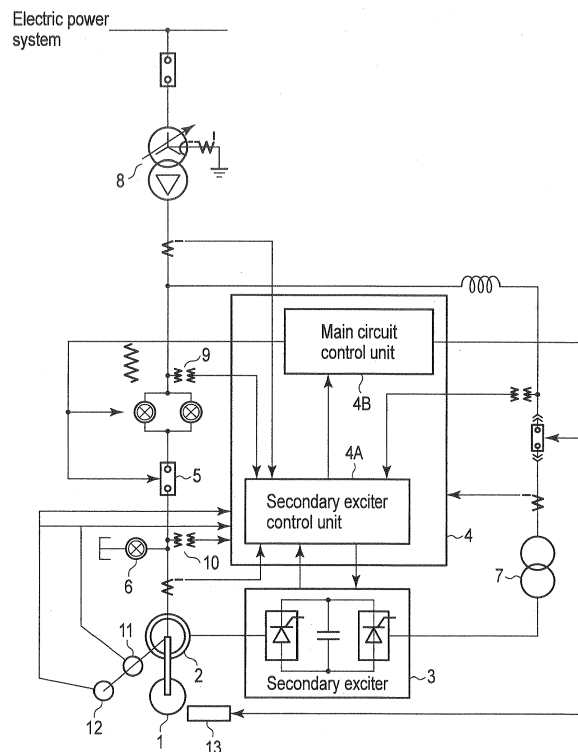 Electric power
system
8
9
Main circuit
control unit
4B
4A
5
Secondary exciter
control unit
4
6
10
7
11
2
12
Secondary exciter
3
1
13